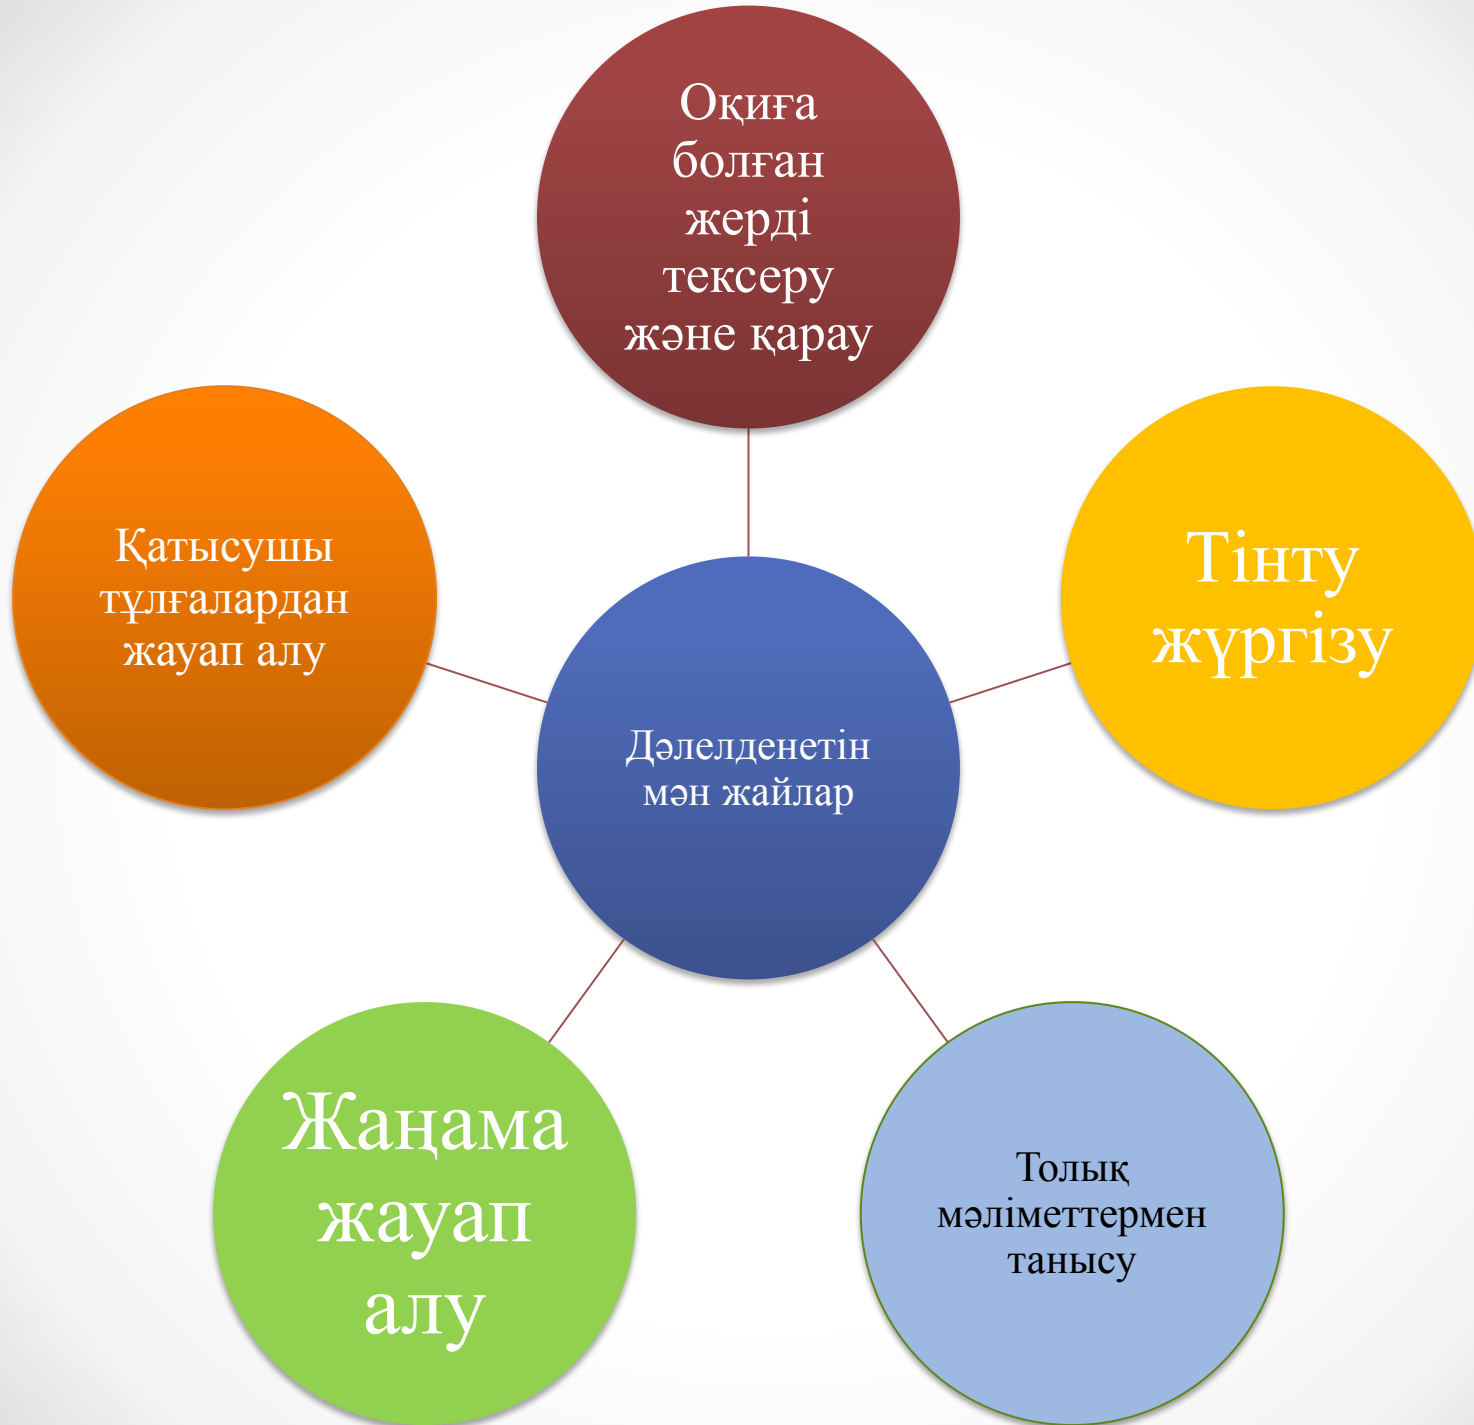 Оқиға
болған
жерді
тексеру
және қарау
Қатысушы
тұлғалардан
жауап алу
Тінту
жүргізу
Дәлелденетін
мән жайлар
Жаңама
жауап
алу
Толық
мәліметтермен
танысу